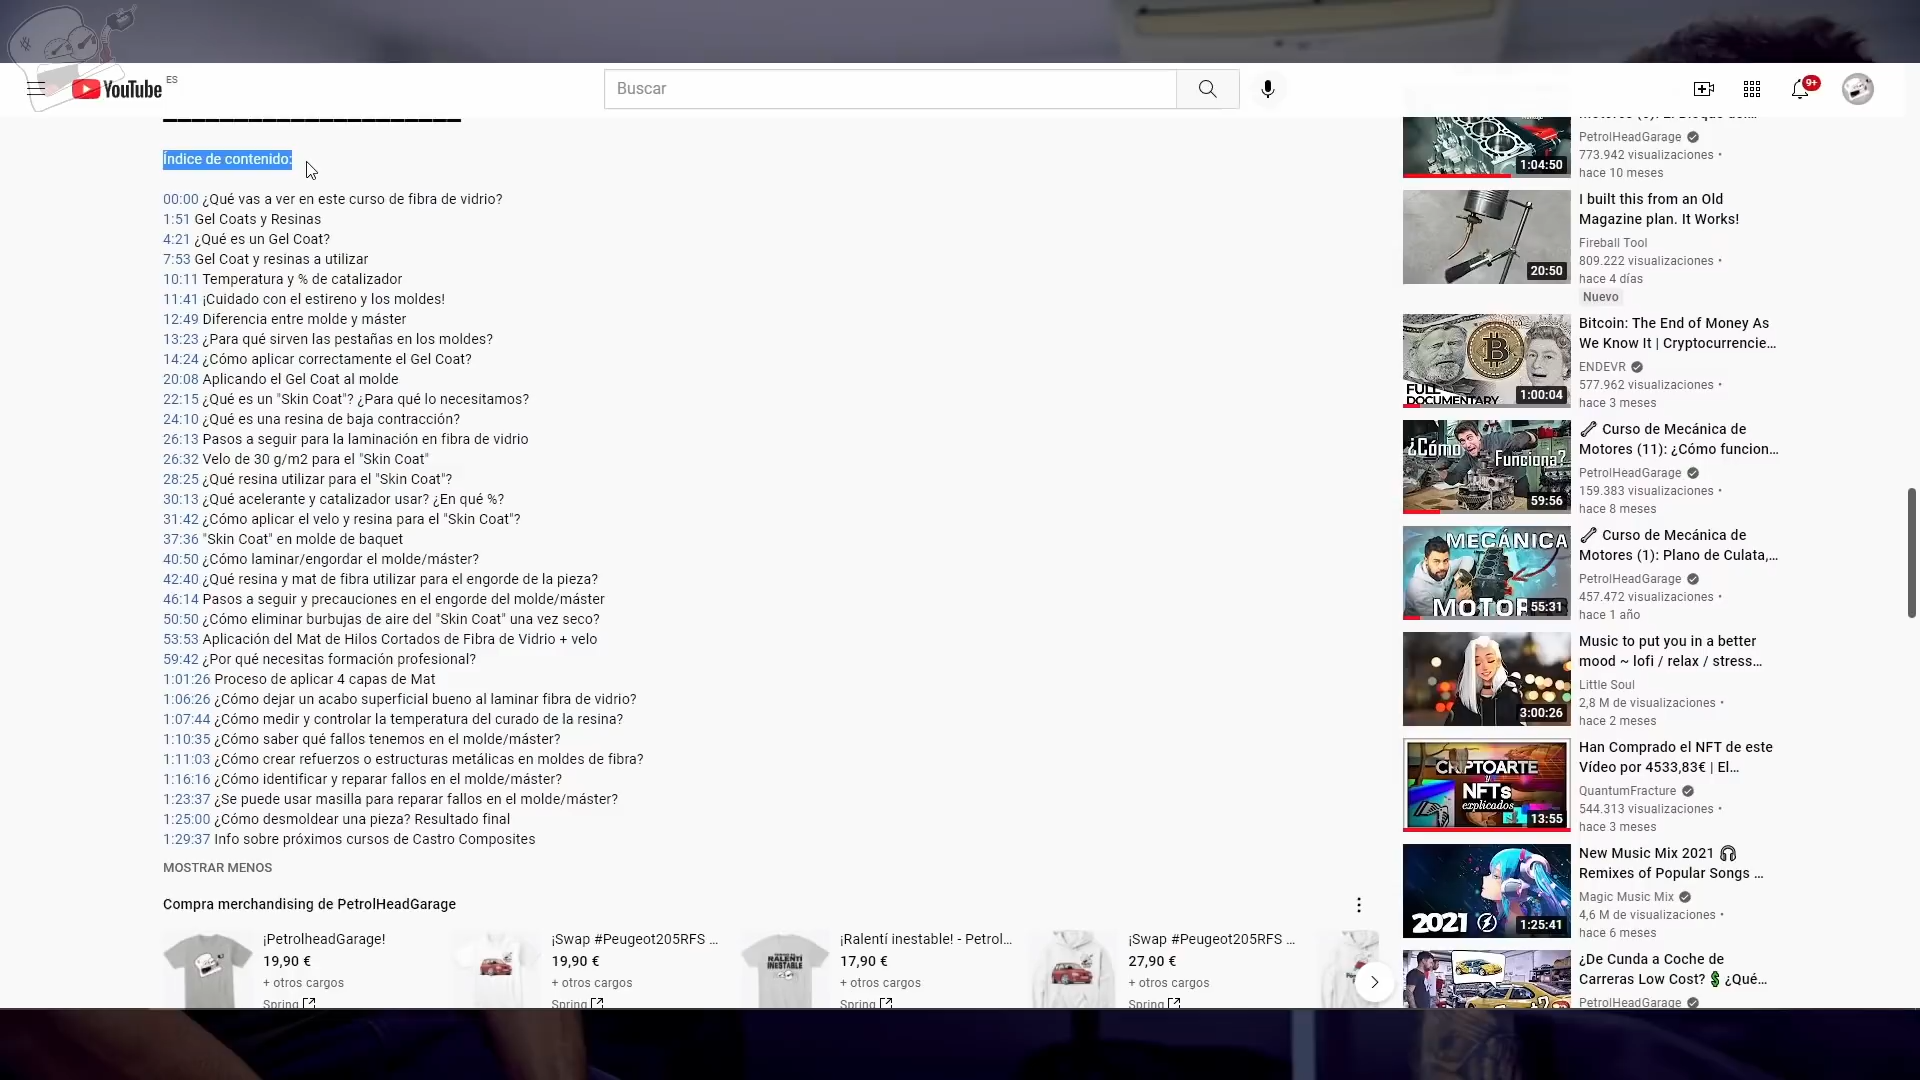 YouTube ES
Buscar
9+
Índice de contenido:
00:00 ¿Qué vas a ver en este curso de fibra de vidrio?
1:51 Gel Coats y Resinas
4:21 ¿Qué es un Gel Coat?
7:53 Gel Coat y resinas a utilizar
10:11 Temperatura y % de catalizador
11:41 ¡Cuidado con el estireno y los moldes!
12:49 Diferencia entre molde y máster
13:23 ¿Para qué sirven las pestañas en los moldes?
14:24 ¿Cómo aplicar correctamente el Gel Coat?
20:08 Aplicando el Gel Coat al molde
22:15 ¿Qué es un "Skin Coat"? ¿Para qué lo necesitamos?
24:10 ¿Qué es una resina de baja contracción?
26:13 Pasos a seguir para la laminación en fibra de vidrio
26:32 Velo de 30 g/m2 para el "Skin Coat"
28:25 ¿Qué resina utilizar para el "Skin Coat"?
30:13 ¿Qué acelerante y catalizador usar? ¿En qué %?
31:42 ¿Cómo aplicar el velo y resina para el "Skin Coat"?
37:36 "Skin Coat" en molde de baquet
40:50 ¿Cómo laminar/engordar el molde/máster?
42:40 ¿Qué resina y mat de fibra utilizar para el engorde de la pieza?
46:14 Pasos a seguir y precauciones en el engorde del molde/máster
50:50 ¿Cómo eliminar burbujas de aire del "Skin Coat" una vez seco?
53:53 Aplicación del Mat de Hilos Cortados de Fibra de Vidrio + velo
59:42 ¿Por qué necesitas formación profesional?
1:01:26 Proceso de aplicar 4 capas de Mat
1:06:26 ¿Cómo dejar un acabo superficial bueno al laminar fibra de vidrio?
1:07:44 ¿Cómo medir y controlar la temperatura del curado de la resina?
1:10:35 ¿Cómo saber qué fallos tenemos en el molde/máster?
1:11:03 ¿Cómo crear refuerzos o estructuras metálicas en moldes de fibra?
1:16:16 ¿Cómo identificar y reparar fallos en el molde/máster?
1:23:37 ¿Se puede usar masilla para reparar fallos en el molde/máster?
1:25:00 ¿Cómo desmoldear una pieza? Resultado final
1:29:37 Info sobre próximos cursos de Castro Composites
MOSTRAR MENOS
Compra merchandising de PetrolHeadGarage
¡PetrolheadGarage!
19,90 €
+ otros cargos
Spring
¡Swap #Peugeot205RFS ...
19,90 €
+ otros cargos
Spring
RALENTÍ
INESTABLE
¡Ralentí inestable! - Petrol...
17,90 €
+ otros cargos
Spring
¡Swap #Peugeot205RFS ...
27,90 €
+ otros cargos
Spring
1:04:50
PetrolHeadGarage
773.942 visualizaciones •
hace 10 meses
20:50
I built this from an Old
Magazine plan. It Works!
Fireball Tool
809.222 visualizaciones •
hace 4 días
Nuevo
FULL
DOCUMENTARY
1:00:04
Bitcoin: The End of Money As
We Know It | Cryptocurrencie...
ENDEVR
577.962 visualizaciones •
hace 3 meses
¿Cómo
Funciona?
59:56
Curso de Mecánica de
Motores (11): ¿Cómo funcion...
PetrolHeadGarage
159.383 visualizaciones •
hace 8 meses
MECÁNICA
MOTOR
55:31
Curso de Mecánica de
Motores (1): Plano de Culata,...
PetrolHeadGarage
457.472 visualizaciones •
hace 1 año
3:00:26
Music to put you in a better
mood ~ lofi / relax / stress...
Little Soul
2,8 M de visualizaciones •
hace 2 meses
CRIPTOARTE
y
NFTs
explicados
13:55
Han Comprado el NFT de este
Vídeo por 4533,83€ | El...
QuantumFracture
544.313 visualizaciones •
hace 3 meses
2021
1:25:41
New Music Mix 2021 🎧
Remixes of Popular Songs ...
Magic Music Mix
4,6 M de visualizaciones •
hace 6 meses
¿De Cunda a Coche de
Carreras Low Cost? 💲 ¿Qué...
PetrolHeadGarage